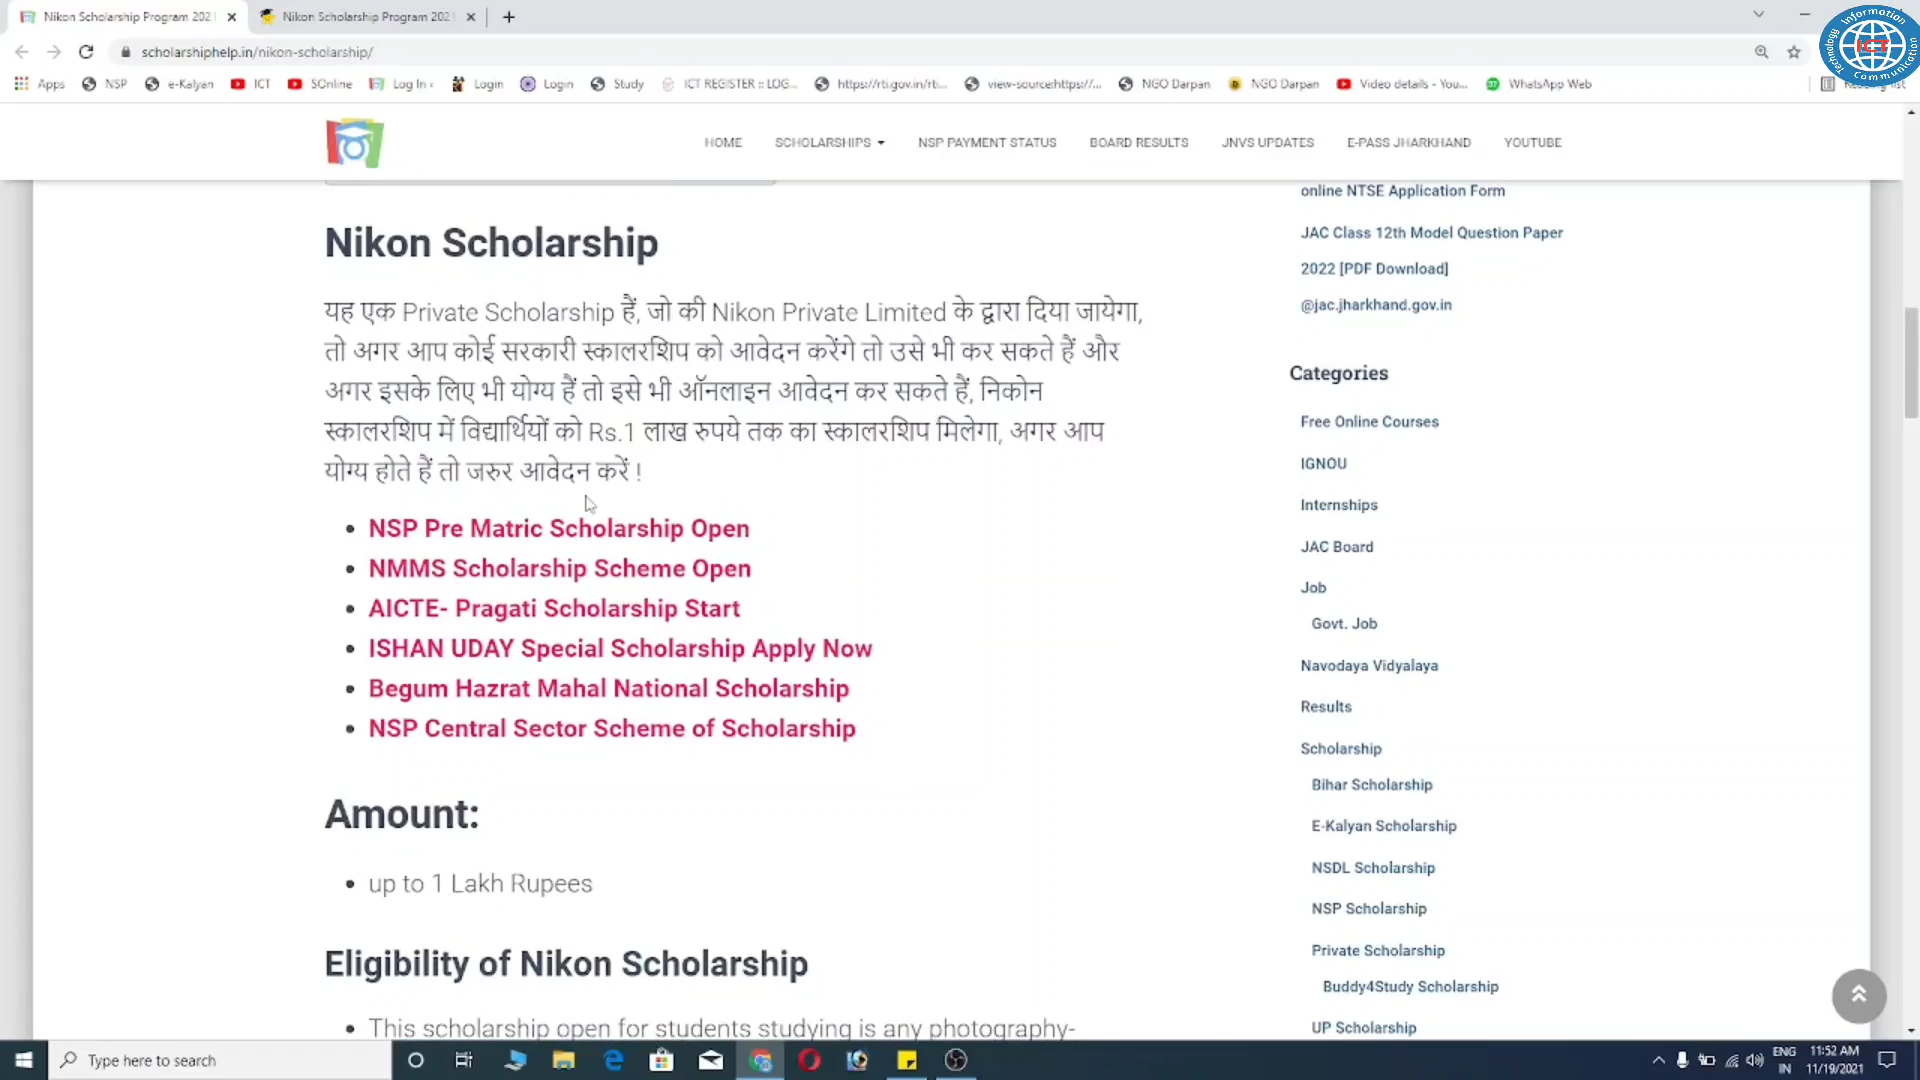 Nikon Scholarship Program 202
Nikon Scholarship Program 202
scholarshiphelp.in/nikon-scholarship/
Information
ICT
Technology
Communication
Apps NSP e-Kalyan ICT SOnline Log In Login Login Study ICT REGISTER :: LOG... https://rti.gov.in/rti... view-source:https://... NGO Darpan NGO Darpan Video details - You... WhatsApp Web
HOME SCHOLARSHIPS NSP PAYMENT STATUS BOARD RESULTS JNVS UPDATES E-PASS JHARKHAND YOUTUBE
Nikon Scholarship
यह एक Private Scholarship हैं, जो की Nikon Private Limited के द्वारा दिया जायेगा,
तो अगर आप कोई सरकारी स्कालरशिप को आवेदन करेंगे तो उसे भी कर सकते हैं और
अगर इसके लिए भी योग्य हैं तो इसे भी ऑनलाइन आवेदन कर सकते हैं, निकोन
स्कालरशिप में विद्यार्थियों को Rs.1 लाख रुपये तक का स्कालरशिप मिलेगा, अगर आप
योग्य होते हैं तो जरुर आवेदन करें !
NSP Pre Matric Scholarship Open
NMMS Scholarship Scheme Open
AICTE- Pragati Scholarship Start
ISHAN UDAY Special Scholarship Apply Now
Begum Hazrat Mahal National Scholarship
NSP Central Sector Scheme of Scholarship
Amount:
up to 1 Lakh Rupees
Eligibility of Nikon Scholarship
This scholarship open for students studying is any photography-
online NTSE Application Form
JAC Class 12th Model Question Paper
2022 [PDF Download]
@jac.jharkhand.gov.in
Categories
Free Online Courses
IGNOU
Internships
JAC Board
Job
Govt. Job
Navodaya Vidyalaya
Results
Scholarship
Bihar Scholarship
E-Kalyan Scholarship
NSDL Scholarship
NSP Scholarship
Private Scholarship
Buddy4Study Scholarship
UP Scholarship
Type here to search
ENG
IN
11:52 AM
11/19/2021